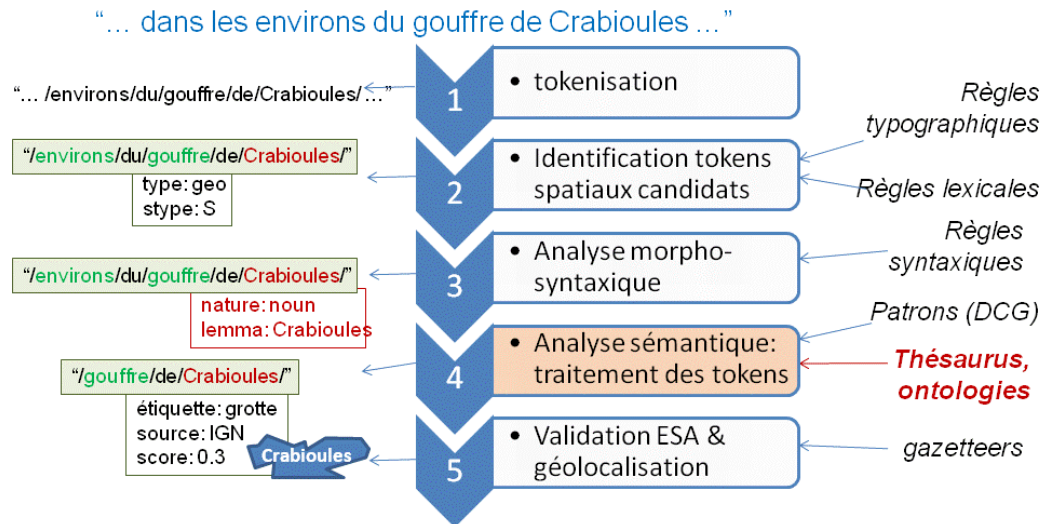 “... dans les environs du gouffre de Crabioules ...”
“... /environs/du/gouffre/de/Crabioules/ ...”
1
• tokenisation
Règles
typographiques
“/environs/du/gouffre/de/Crabioules/”
type: geo
stype: S
2
• Identification tokens
spatiaux candidats
Règles lexicales
“/environs/du/gouffre/de/Crabioules/”
nature: noun
lemma: Crabioules
3
• Analyse morpho-
syntaxique
Règles
syntaxiques
“/gouffre/de/Crabioules/”
étiquette: grotte
source: IGN
score: 0.3
4
• Analyse sémantique:
traitement des tokens
Patrons (DCG)
Thésaurus,
ontologies
Crabioules
5
• Validation ESA &
géolocalisation
gazetteers